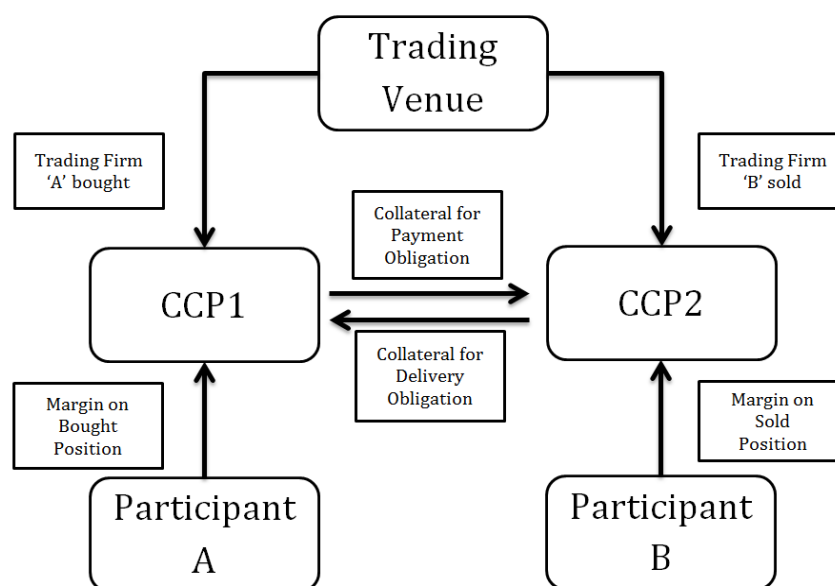 Trading
Venue
Trading Firm
‘A’ bought
Trading Firm
‘B’ sold
Collateral for
Payment
Obligation
CCP1
CCP2
Collateral for
Delivery
Obligation
Margin on
Bought
Position
Margin on
Sold
Position
Participant
A
Participant
B